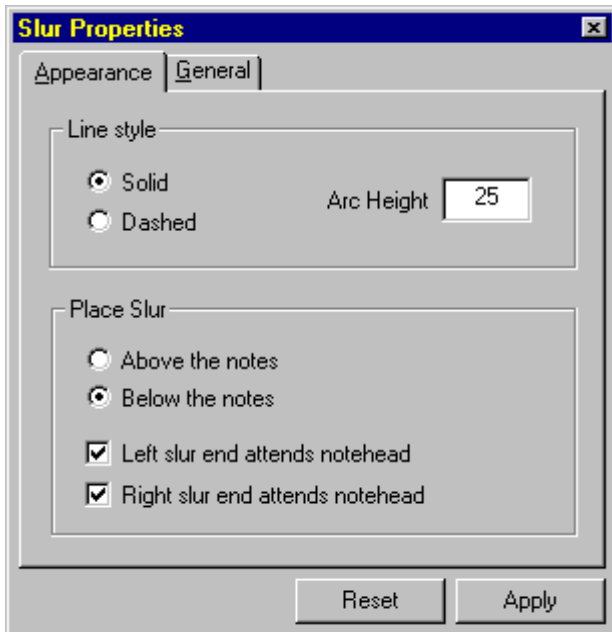 Slur Properties
Appearance General
Line style
Solid
Arc Height 25
Dashed
Place Slur
Above the notes
Below the notes
Left slur end attends notehead
Right slur end attends notehead
Reset Apply